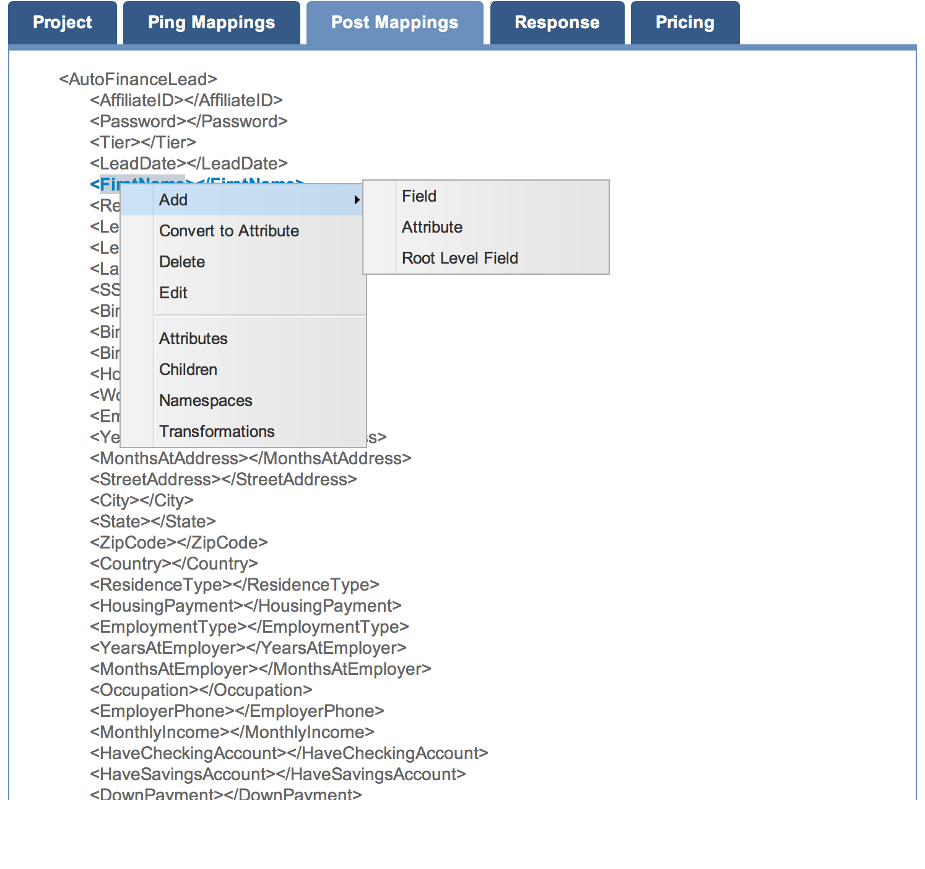 Project Ping Mappings Post Mappings Response Pricing
<AutoFinanceLead>
<AffiliateID></AffiliateID>
<Password></Password>
<Tier></Tier>
<LeadDate></LeadDate>
<FirstName></FirstName>
<Re
<Le
<Le
<La
<SS
<Bir
<Bir
<Bir
<Ho
<Wo
<Em
<Ye s>
<MonthsAtAddress></MonthsAtAddress>
<StreetAddress></StreetAddress>
<City></City>
<State></State>
<ZipCode></ZipCode>
<Country></Country>
<ResidenceType></ResidenceType>
<HousingPayment></HousingPayment>
<EmploymentType></EmploymentType>
<YearsAtEmployer></YearsAtEmployer>
<MonthsAtEmployer></MonthsAtEmployer>
<Occupation></Occupation>
<EmployerPhone></EmployerPhone>
<MonthlyIncome></MonthlyIncome>
<HaveCheckingAccount></HaveCheckingAccount>
<HaveSavingsAccount></HaveSavingsAccount>
<DownPayment></DownPayment>
Add
Convert to Attribute
Delete
Edit
Attributes
Children
Namespaces
Transformations
Field
Attribute
Root Level Field